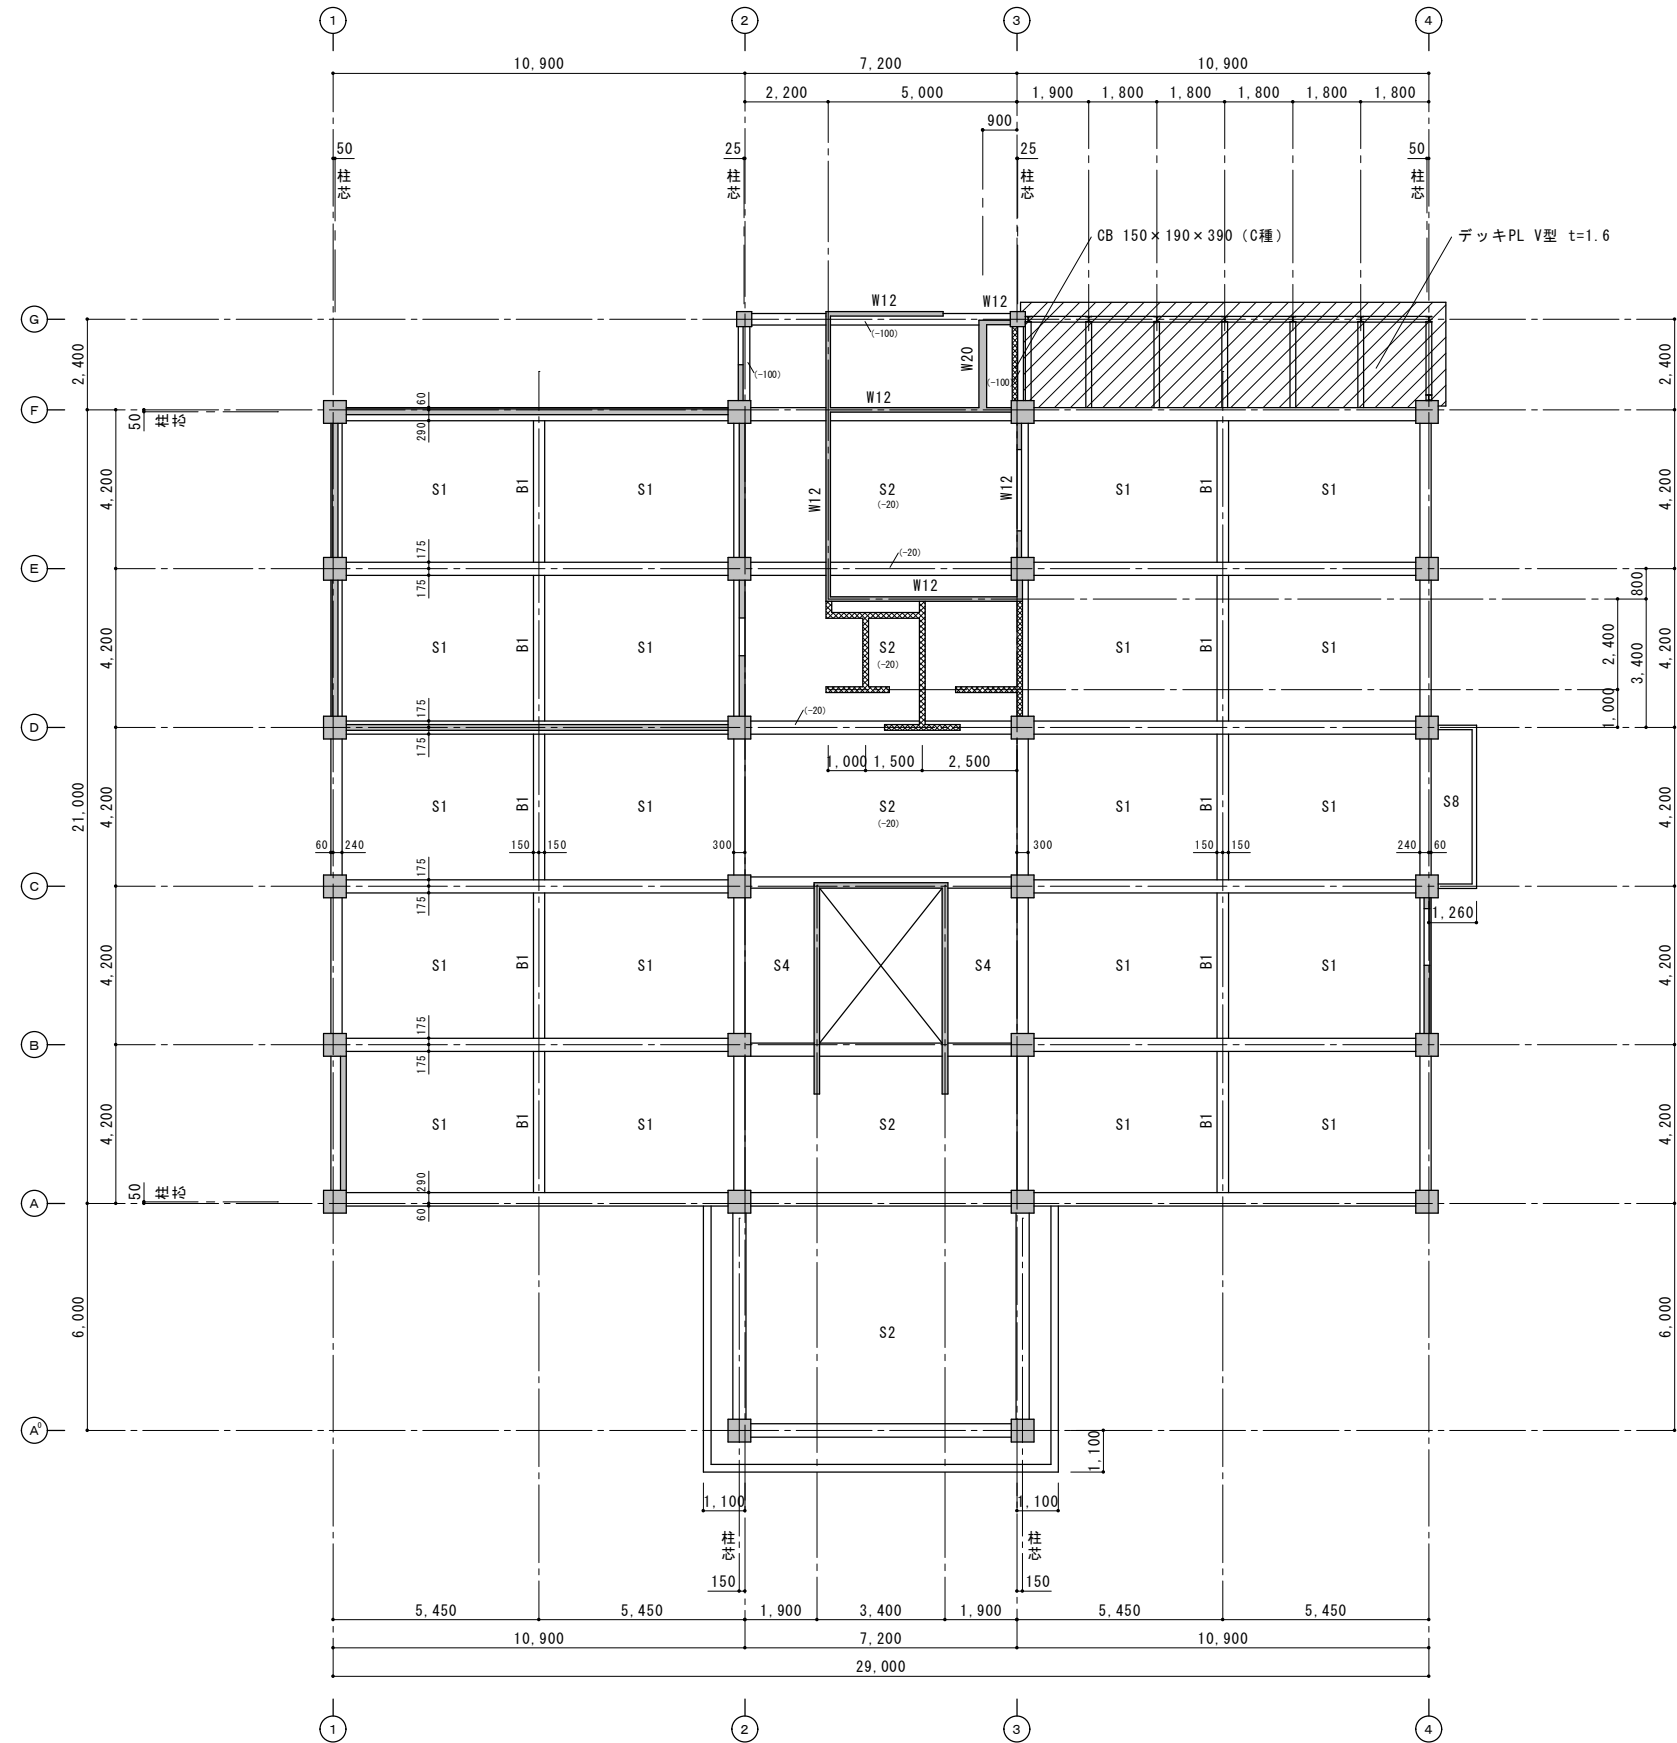 1 2 3 4
10,900 7,200 10,900
2,200 5,000 1,900 1,800 1,800 1,800 1,800 1,800
900
50 25 25 50
柱芯 柱芯 柱芯 柱芯
CB 150×190×390 (C種) デッキPL V型 t=1.6
W12 W12
G
(-100)
2,400 W20 2,400
(-100) (-100)
W12
60
F
50 柱芯
290
4,200 S1 B1 S1 W12 S2 W12 S1 B1 S1 4,200
(-20)
175 (-20)
E
175 W12 800
4,200 S1 B1 S1 S2 S1 B1 S1 2,400 3,400 4,200
(-20)
1,000
175 (-20)
D
175
1,000 1,500 2,500
21,000 4,200 S1 B1 S1 S2 S1 B1 S1 S8 4,200
(-20)
60 240 150 150 300 300 150 150 240 60
175
C
175
1,260
4,200 S1 B1 S1 S4 S4 S1 B1 S1 4,200
175
B
175
4,200 S1 B1 S1 S2 S1 B1 S1 4,200
50 柱芯 290
A
60
6,000 S2 6,000
A0
1,100
1,100 1,100
柱芯 柱芯
150 150
5,450 5,450 1,900 3,400 1,900 5,450 5,450
10,900 7,200 10,900
29,000
1 2 3 4